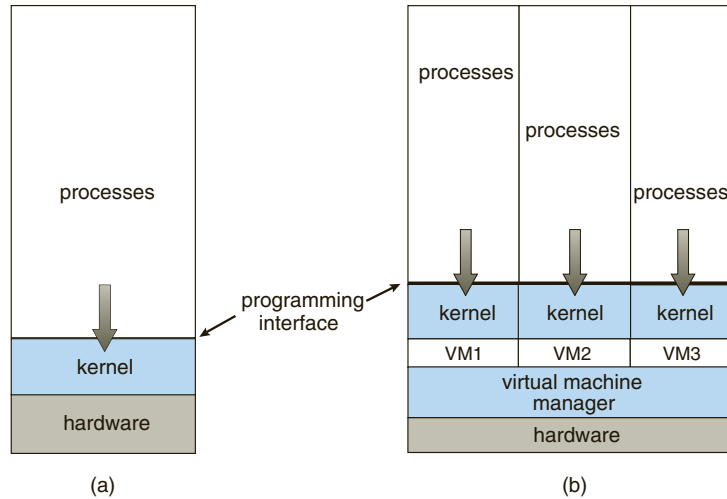 processes
kernel
hardware
(a)
programming
interface
processes
processes
processes
kernel
kernel
kernel
VM1
VM2
VM3
virtual machine
manager
hardware
(b)